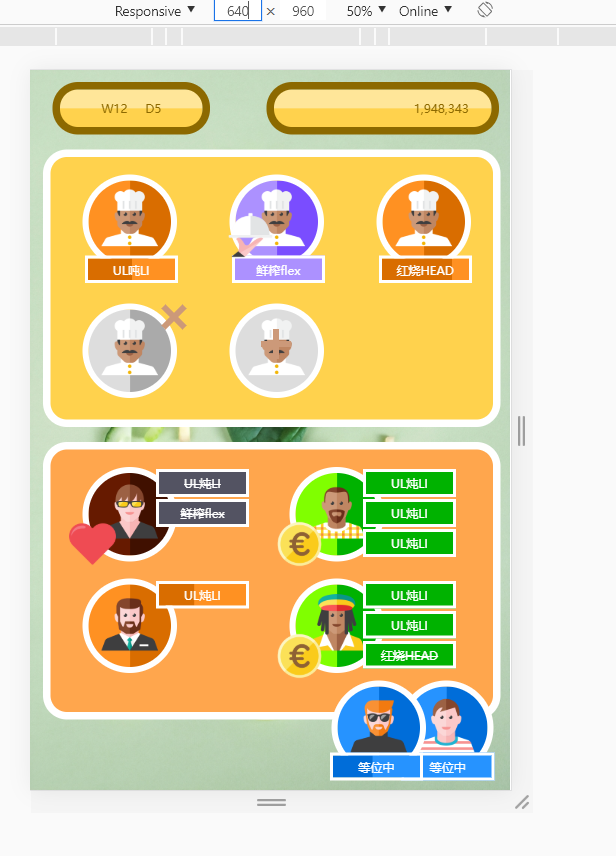 Responsive ▼ 640 × 960 50% ▼ Online ▼
W12 D5 1,948,343
UL吨LI 鲜榨flex 红烧HEAD
UL炖LI UL炖LI
鲜榨flex UL炖LI
UL炖LI
UL炖LI UL炖LI
UL炖LI
红烧HEAD
等位中 等位中